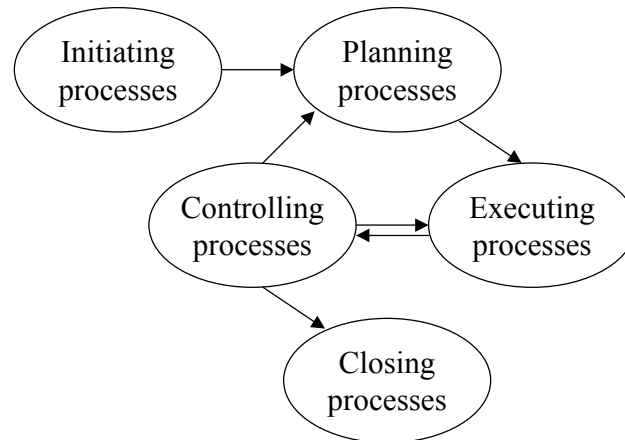 Initiating
processes
Planning
processes
Controlling
processes
Executing
processes
Closing
processes